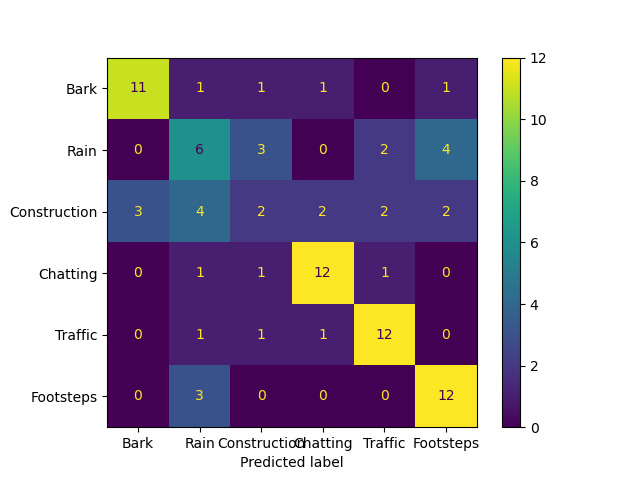 Bark 11 1 1 1 0 1
Rain 0 6 3 0 2 4
Construction 3 4 2 2 2 2
Chatting 0 1 1 12 1 0
Traffic 0 1 1 1 12 0
Footsteps 0 3 0 0 0 12
Bark Rain Construction Chatting Traffic Footsteps
Predicted label
12
10
8
6
4
2
0